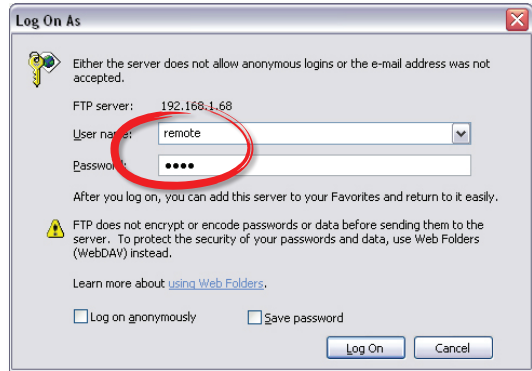 Log On As
Either the server does not allow anonymous logins or the e-mail address was not
accepted.
FTP server: 192.168.1.68
User name: remote
Password: ●●●●
After you log on, you can add this server to your Favorites and return to it easily.
FTP does not encrypt or encode passwords or data before sending them to the
server. To protect the security of your passwords and data, use Web Folders
(WebDAV) instead.
Learn more about using Web Folders.
Log on anonymously Save password
Log On Cancel